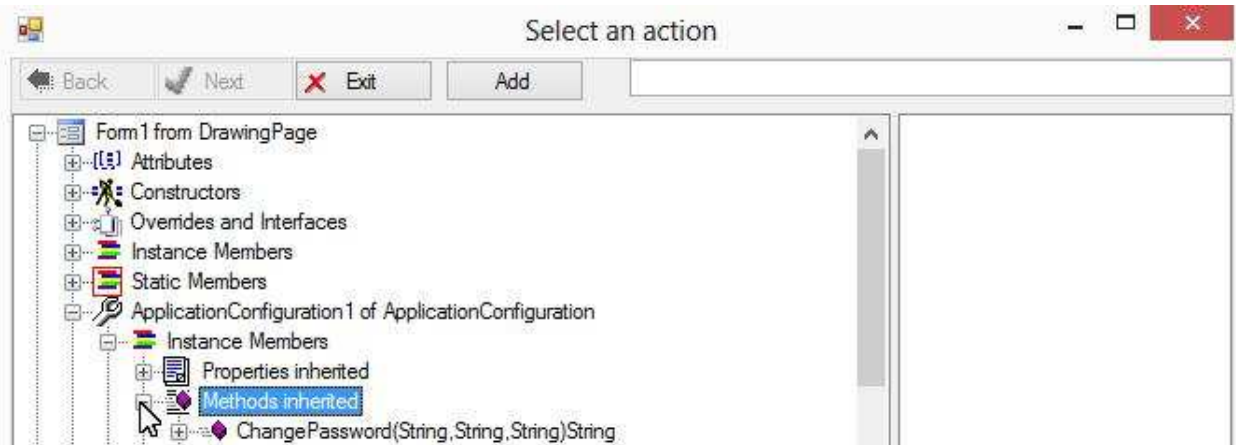 Select an action
Back Next Exit Add
Form1 from DrawingPage
Attributes
Constructors
Overrides and Interfaces
Instance Members
Static Members
ApplicationConfiguration1 of ApplicationConfiguration
Instance Members
Properties inherited
Methods inherited
ChangePassword(String,String,String)String